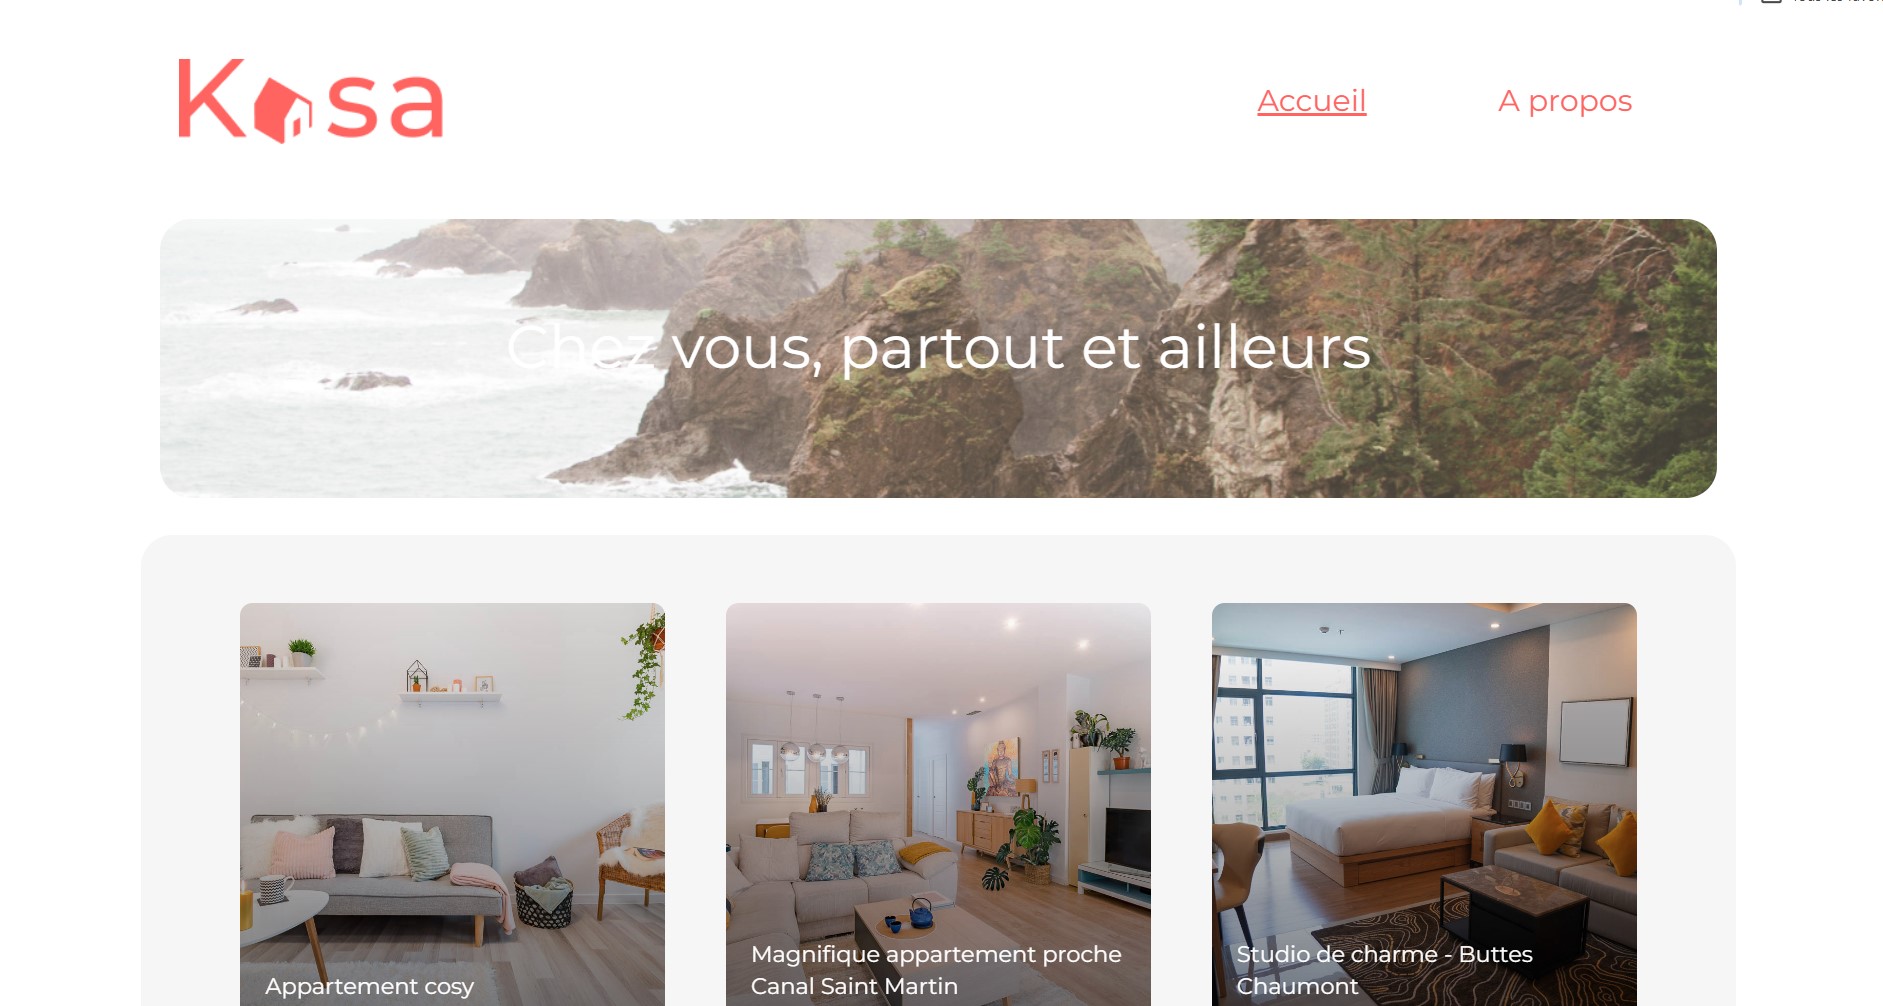 Kasa
Accueil
A propos
Chez vous, partout et ailleurs
Appartement cosy
Magnifique appartement proche
Canal Saint Martin
Studio de charme - Buttes
Chaumont